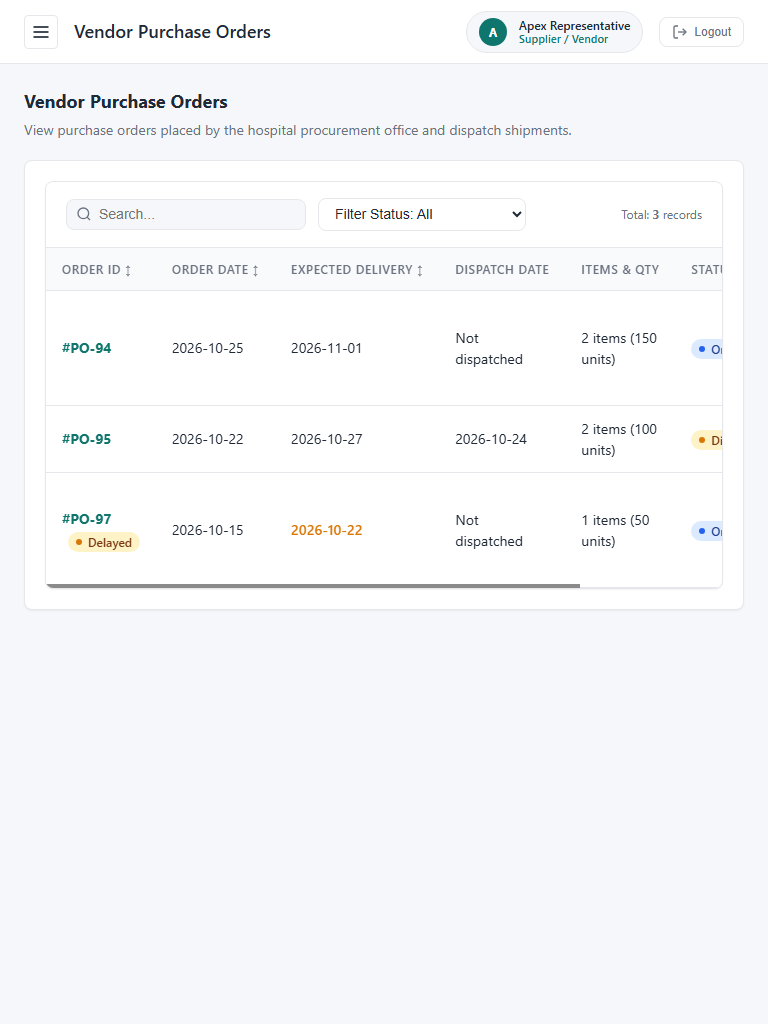 Vendor Purchase Orders
A
Apex Representative
Supplier / Vendor
Logout
Vendor Purchase Orders
View purchase orders placed by the hospital procurement office and dispatch shipments.
Search...
Filter Status: All
Total: 3 records
ORDER ID ↕ ORDER DATE ↕ EXPECTED DELIVERY ↕ DISPATCH DATE ITEMS & QTY
#PO-94 2026-10-25 2026-11-01 Not dispatched 2 items (150 units)
#PO-95 2026-10-22 2026-10-27 2026-10-24 2 items (100 units)
#PO-97 Delayed 2026-10-15 2026-10-22 Not dispatched 1 items (50 units)